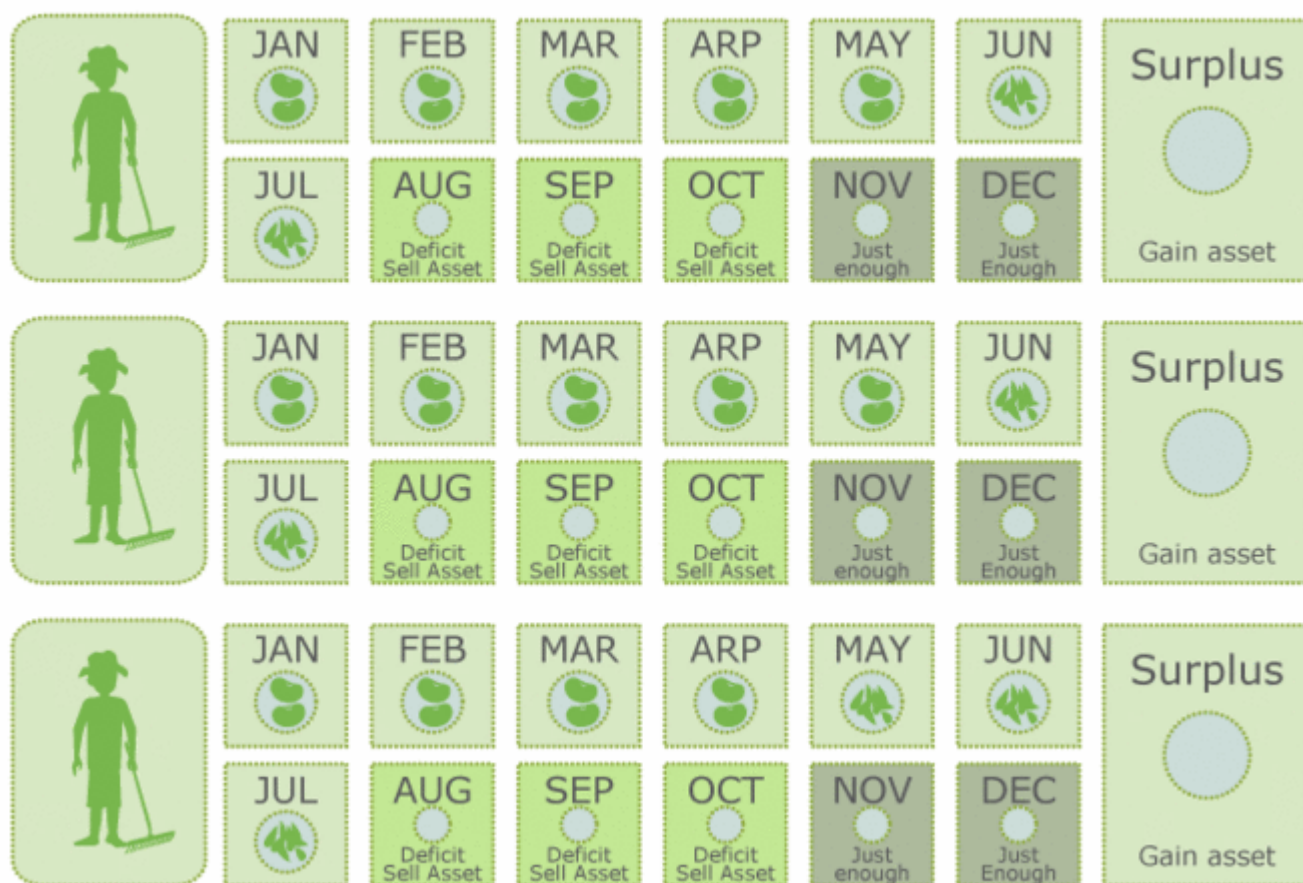 JAN FEB MAR ARP MAY JUN
Surplus
JUL AUG SEP OCT NOV DEC
Deficit Deficit Deficit Just Just
Sell Asset Sell Asset Sell Asset enough Enough
Gain asset
JAN FEB MAR ARP MAY JUN
Surplus
JUL AUG SEP OCT NOV DEC
Deficit Deficit Deficit Just Just
Sell Asset Sell Asset Sell Asset enough Enough
Gain asset
JAN FEB MAR ARP MAY JUN
Surplus
JUL AUG SEP OCT NOV DEC
Deficit Deficit Deficit Just Just
Sell Asset Sell Asset Sell Asset enough Enough
Gain asset